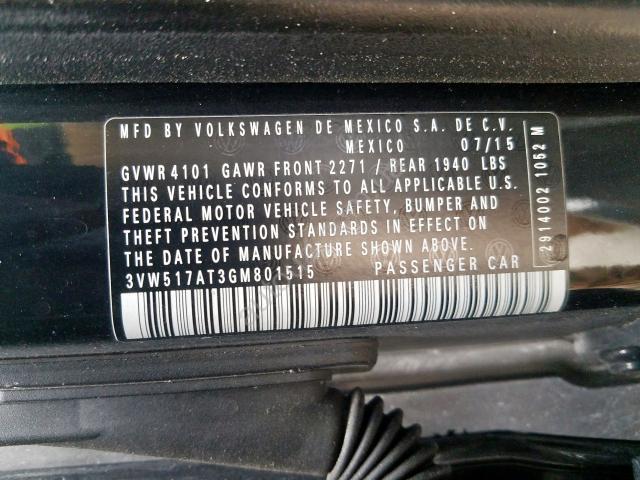 MFD BY VOLKSWAGEN DE MEXICO S.A. DE C.V.
MEXICO 07/15
GVWR 4101 GAWR FRONT 2271 / REAR 1940 LBS
THIS VEHICLE CONFORMS TO ALL APPLICABLE U.S.
FEDERAL MOTOR VEHICLE SAFETY, BUMPER AND
THEFT PREVENTION STANDARDS IN EFFECT ON
THE DATE OF MANUFACTURE SHOWN ABOVE.
3VW517AT3GM801515 PASSENGER CAR
2914002 1052 M